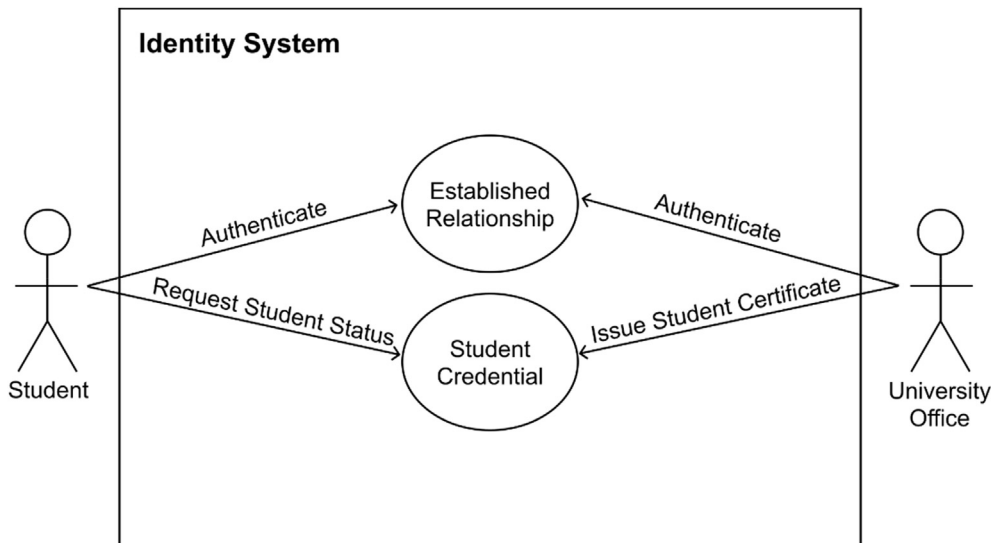 Identity System
Established
Relationship
Authenticate
Authenticate
Request Student Status
Issue Student Certificate
Student
Credential
Student
University
Office